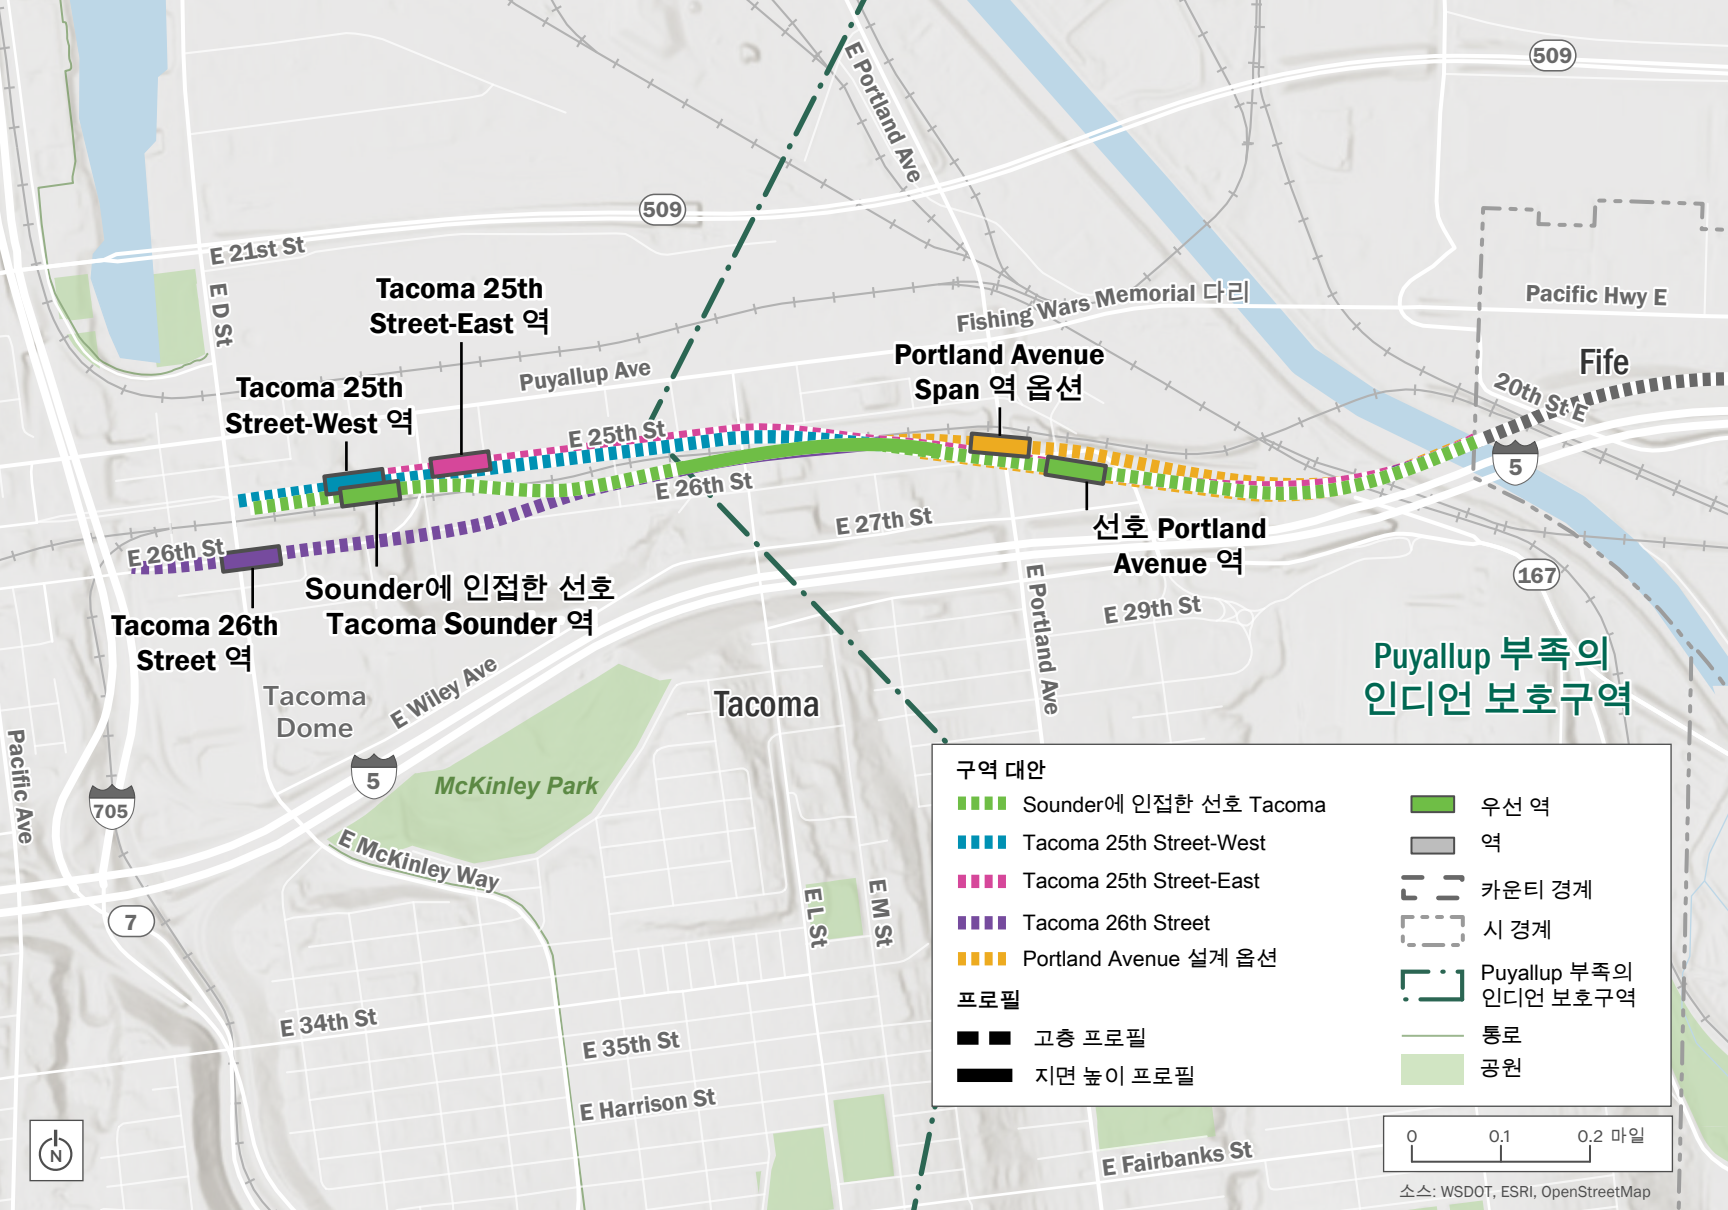 509
E Portland Ave
509
E 21st St
E D St
Tacoma 25th
Street-East 역
Fishing Wars Memorial 다리
Pacific Hwy E
Puyallup Ave
Portland Avenue
Span 역 옵션
Fife
Tacoma 25th
Street-West 역
20th St E
E 25th St
5
E 26th St
E 27th St
선호 Portland
Avenue 역
E 26th St
167
Sounder에 인접한 선호
Tacoma Sounder 역
E Portland Ave
E 29th St
Tacoma 26th
Street 역
Puyallup 부족의
인디언 보호구역
Tacoma
Dome
E Wiley Ave
Tacoma
Pacific Ave
5
McKinley Park
705
E McKinley Way
7
E L St
E M St
E 34th St
E 35th St
E Harrison St
E Fairbanks St
구역 대안
Sounder에 인접한 선호 Tacoma
Tacoma 25th Street-West
Tacoma 25th Street-East
Tacoma 26th Street
Portland Avenue 설계 옵션
프로필
고층 프로필
지면 높이 프로필
우선 역
역
카운티 경계
시 경계
Puyallup 부족의
인디언 보호구역
통로
공원
N
0 0.1 0.2 마일
소스: WSDOT, ESRI, OpenStreetMap